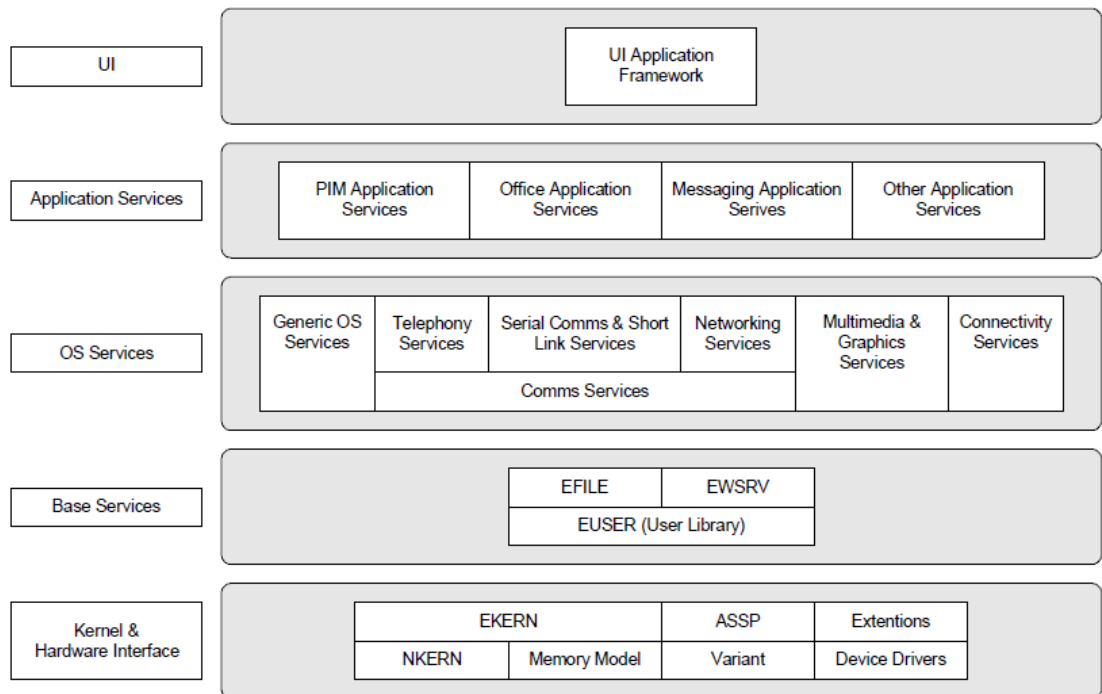 UI
UI Application
Framework
Application Services
PIM Application
Services
Office Application
Services
Messaging Application
Serives
Other Application
Services
OS Services
Generic OS
Services
Telephony
Services
Serial Comms & Short
Link Services
Networking
Services
Multimedia &
Graphics
Services
Connectivity
Services
Comms Services
Base Services
EFILE
EWSRV
EUSER (User Library)
Kernel &
Hardware Interface
EKERN
ASSP
Extentions
NKERN
Memory Model
Variant
Device Drivers